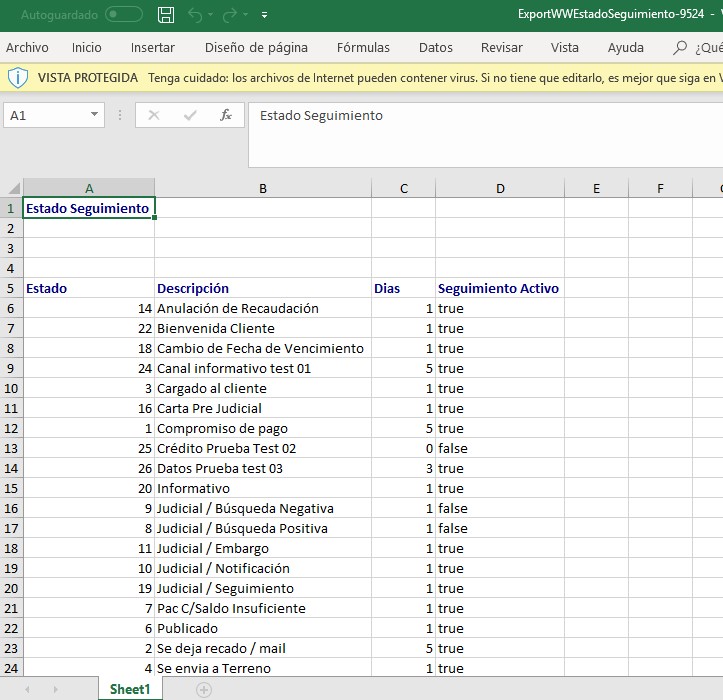 Autoguardado ExportWWEstadoSeguimiento-9524 -
Archivo Inicio Insertar Diseño de página Fórmulas Datos Revisar Vista Ayuda ¿Qué
VISTA PROTEGIDA Tenga cuidado: los archivos de Internet pueden contener virus. Si no tiene que editarlo, es mejor que siga en V
A1 fx Estado Seguimiento
A B C D E F
1 Estado Seguimiento
2
3
4
5 Estado Descripción Dias Seguimiento Activo
6 14 Anulación de Recaudación 1 true
7 22 Bienvenida Cliente 1 true
8 18 Cambio de Fecha de Vencimiento 1 true
9 24 Canal informativo test 01 5 true
10 3 Cargado al cliente 1 true
11 16 Carta Pre Judicial 1 true
12 1 Compromiso de pago 5 true
13 25 Crédito Prueba Test 02 0 false
14 26 Datos Prueba test 03 3 true
15 20 Informativo 1 true
16 9 Judicial / Búsqueda Negativa 1 false
17 8 Judicial / Búsqueda Positiva 1 false
18 11 Judicial / Embargo 1 true
19 10 Judicial / Notificación 1 true
20 19 Judicial / Seguimiento 1 true
21 7 Pac C/Saldo Insuficiente 1 true
22 6 Publicado 1 true
23 2 Se deja recado / mail 5 true
24 4 Se envia a Terreno 1 true
Sheet1